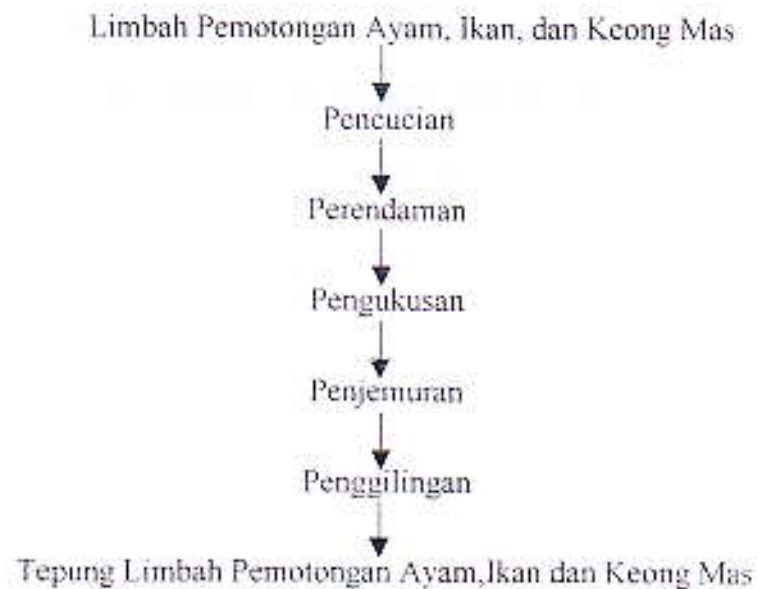 Limbah Pemotongan Ayam, Ikan, dan Keong Mas
Pencucian
Perendaman
Pengukusan
Penjemuran
Penggilingan
Tepung Limbah Pemotongan Ayam,Ikan dan Keong Mas